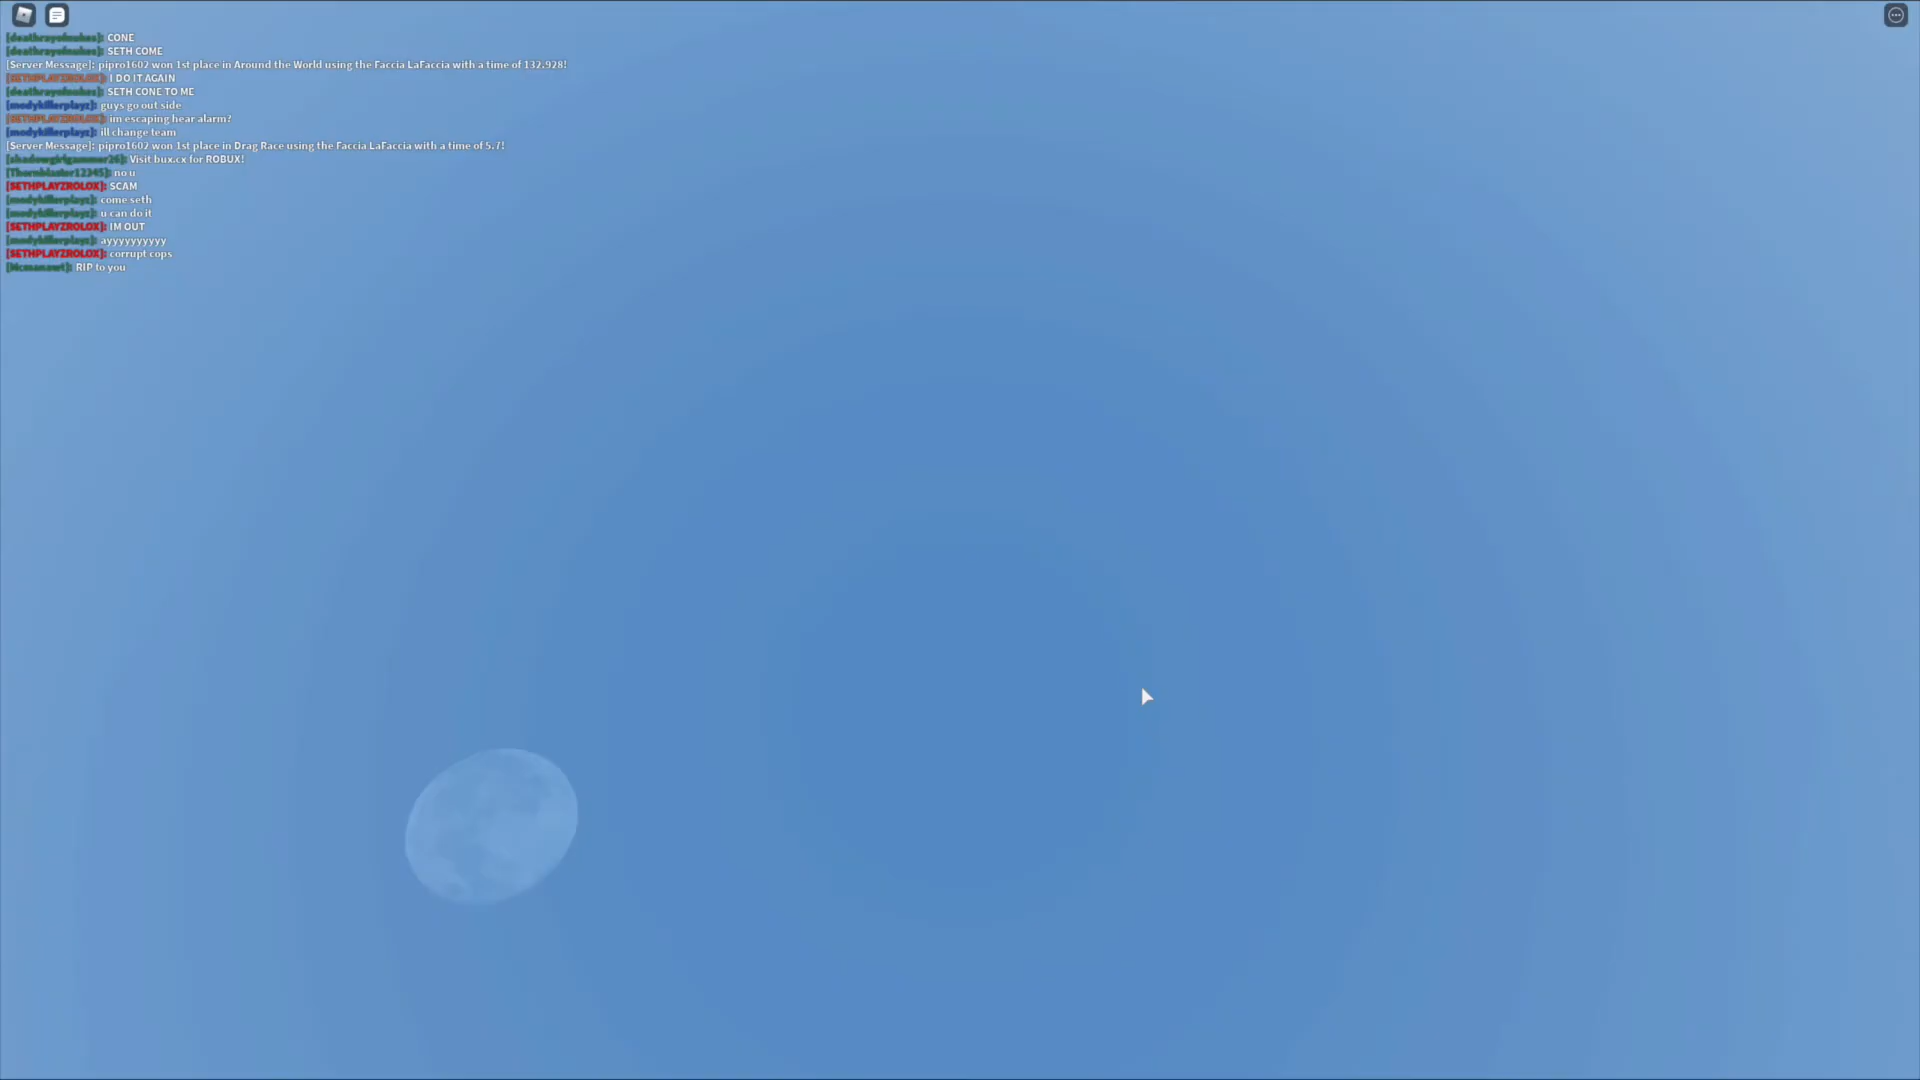 [deathrayofnukes]: CONE
[deathrayofnukes]: SETH COME
[Server Message]: pipro1602 won 1st place in Around the World using the Faccia LaFaccia with a time of 132.928!
[SETHPLAYZROLOX]: I DO IT AGAIN
[deathrayofnukes]: SETH CONE TO ME
[modykillerplayz]: guys go out side
[SETHPLAYZROLOX]: im escaping hear alarm?
[modykillerplayz]: ill change team
[Server Message]: pipro1602 won 1st place in Drag Race using the Faccia LaFaccia with a time of 5.7!
[shadowgirlgammer26]: Visit bux.cx for ROBUX!
[Thornblaster12345]: no u
[SETHPLAYZROLOX]: SCAM
[modykillerplayz]: come seth
[modykillerplayz]: u can do it
[SETHPLAYZROLOX]: IM OUT
[modykillerplayz]: ayyyyyyyyyy
[SETHPLAYZROLOX]: corrupt cops
RIP to you